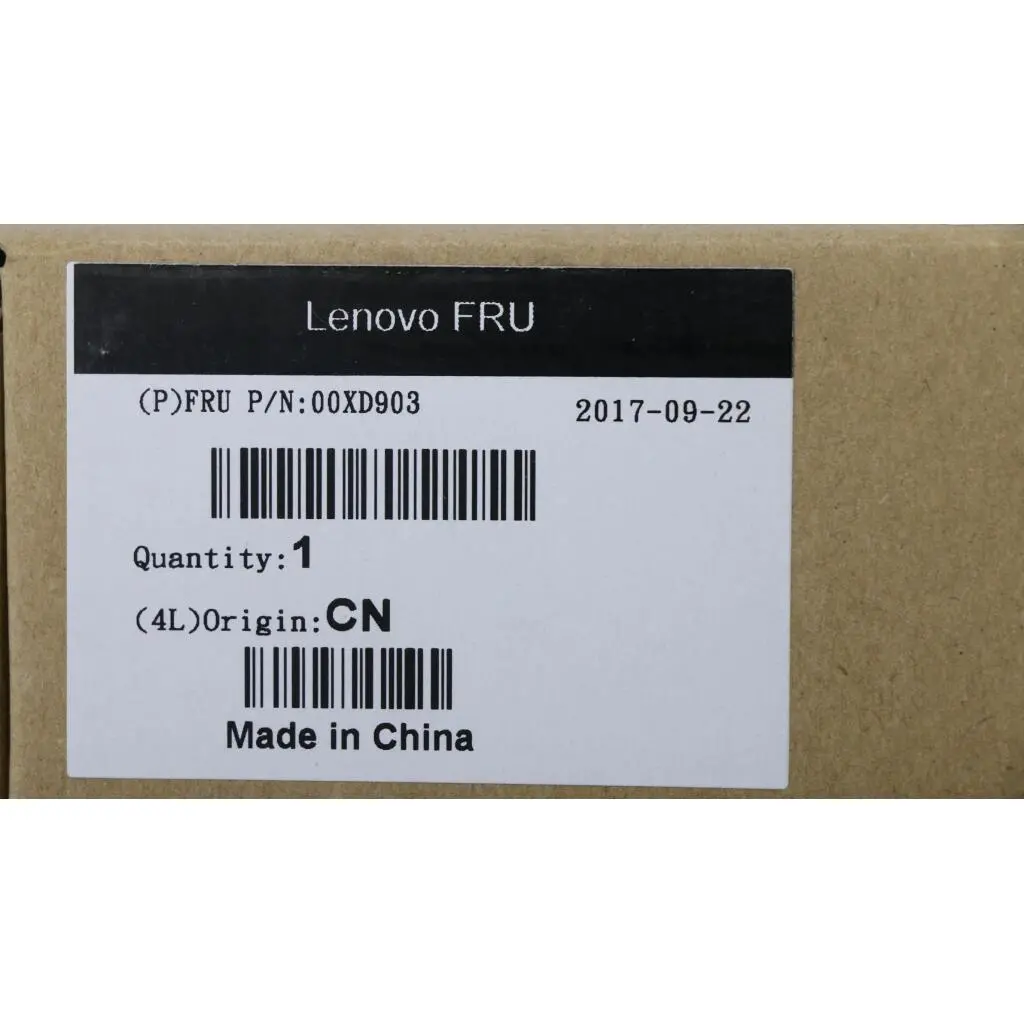 Lenovo FRU
(P)FRU P/N:00XD903
2017-09-22
Quantity:1
(4L)Origin:CN
Made in China